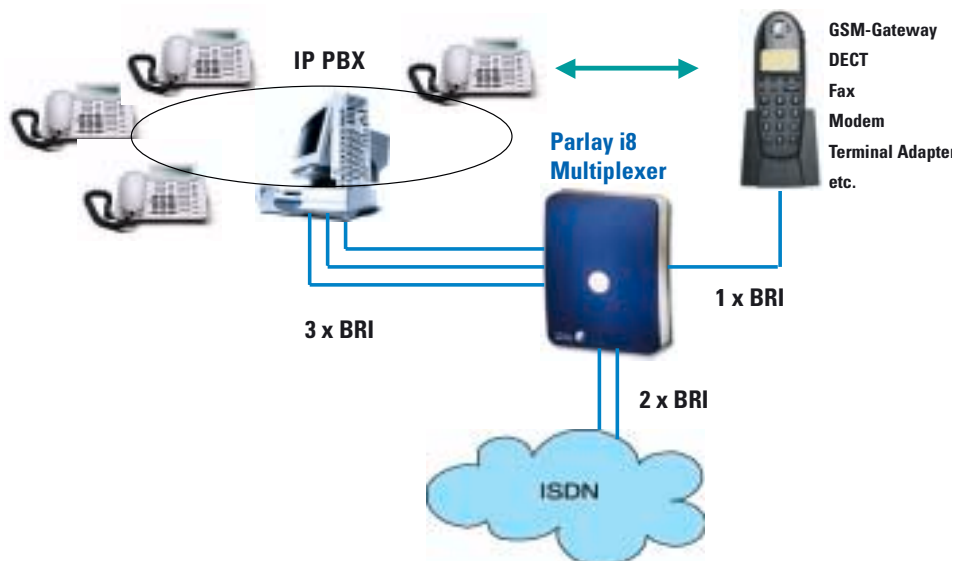 IP PBX
GSM-Gateway
DECT
Fax
Modem
Terminal Adapter
etc.
Parlay i8
Multiplexer
3 x BRI
1 x BRI
2 x BRI
ISDN